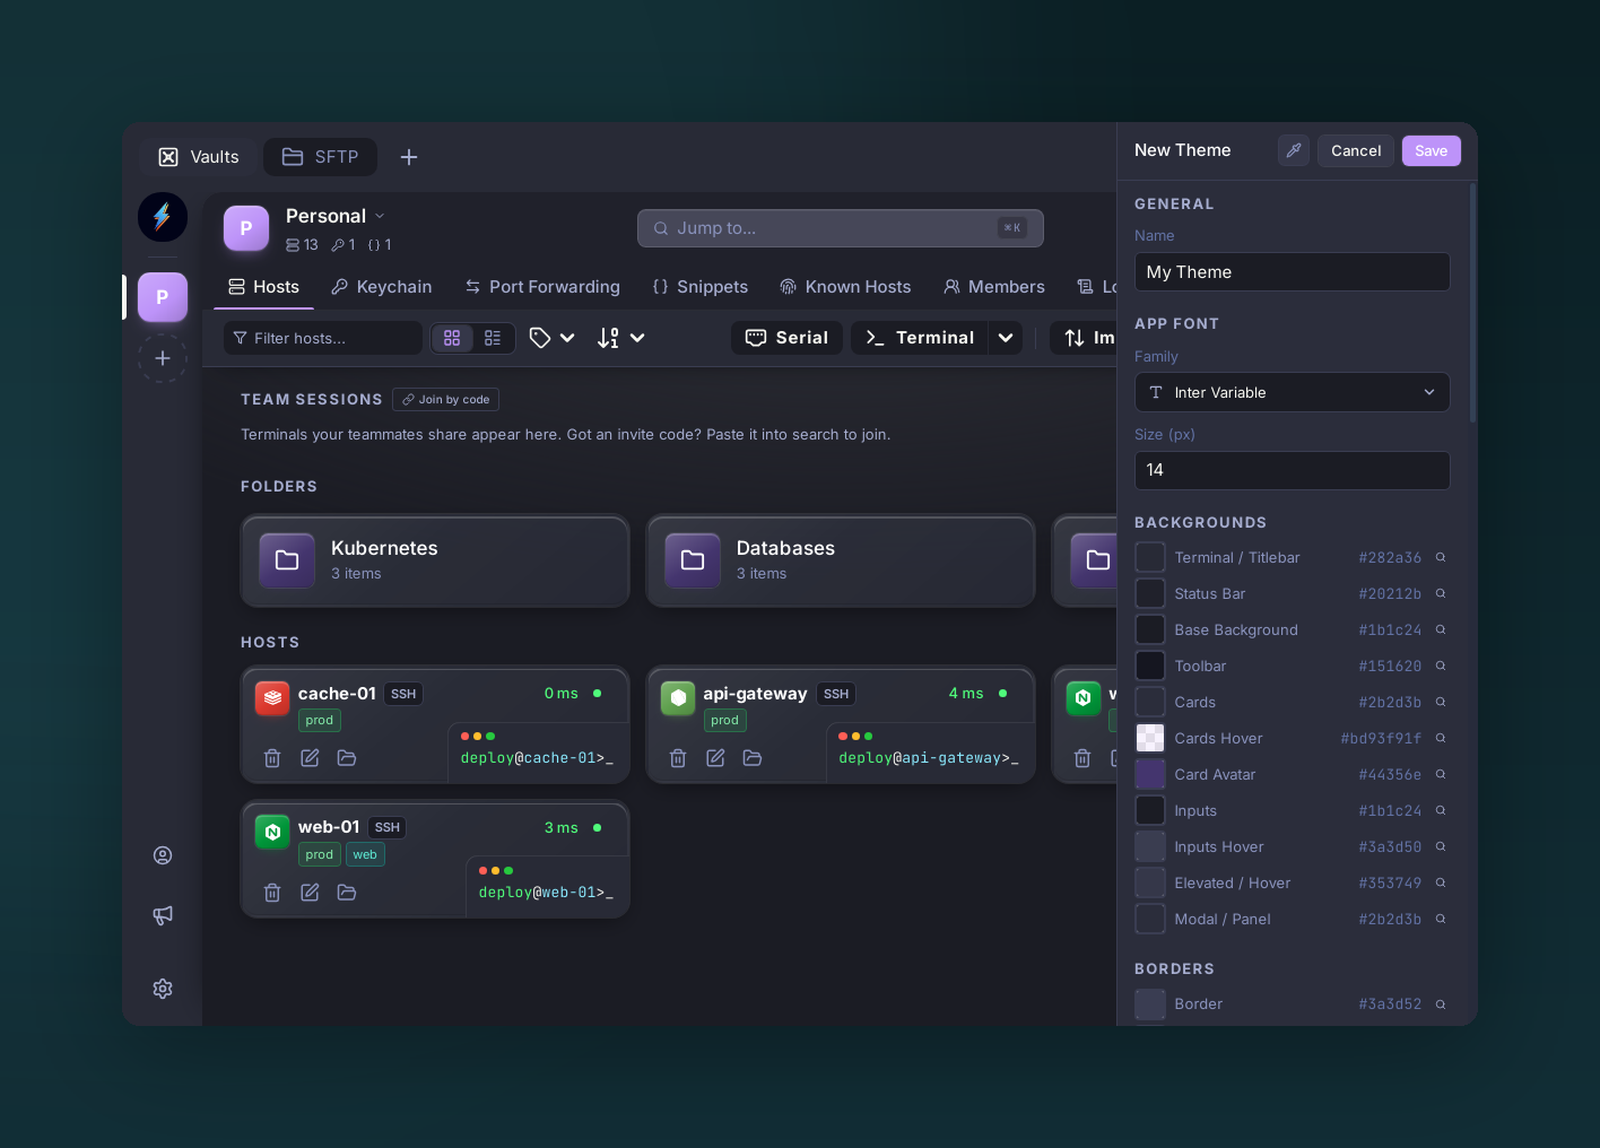 Vaults
SFTP
P
Personal
13
1
1
Jump to...
⌘K
P
Hosts
Keychain
Port Forwarding
Snippets
Known Hosts
Members
Lo
Filter hosts...
Serial
Terminal
Im
TEAM SESSIONS
Join by code
Terminals your teammates share appear here. Got an invite code? Paste it into search to join.
FOLDERS
Kubernetes
3 items
Databases
3 items
HOSTS
cache-01
SSH
0 ms
prod
deploy@cache-01>_
api-gateway
SSH
4 ms
prod
deploy@api-gateway>_
web-01
SSH
3 ms
prod
web
deploy@web-01>_
New Theme
Cancel
Save
GENERAL
Name
My Theme
APP FONT
Family
Inter Variable
Size (px)
14
BACKGROUNDS
Terminal / Titlebar
#282a36
Status Bar
#20212b
Base Background
#1b1c24
Toolbar
#151620
Cards
#2b2d3b
Cards Hover
#bd93f91f
Card Avatar
#44356e
Inputs
#1b1c24
Inputs Hover
#3a3d50
Elevated / Hover
#353749
Modal / Panel
#2b2d3b
BORDERS
Border
#3a3d52